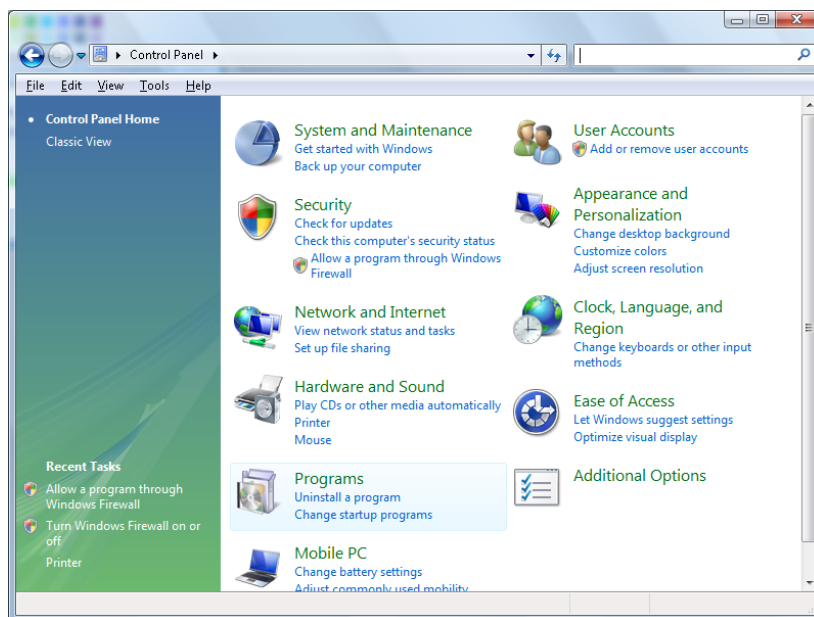 Control Panel
File Edit View Tools Help
Control Panel Home
Classic View
System and Maintenance
Get started with Windows
Back up your computer
Security
Check for updates
Check this computer's security status
Allow a program through Windows
Firewall
Network and Internet
View network status and tasks
Set up file sharing
Hardware and Sound
Play CDs or other media automatically
Printer
Mouse
Programs
Uninstall a program
Change startup programs
Mobile PC
Change battery settings
Adjust commonly used mobility
User Accounts
Add or remove user accounts
Appearance and
Personalization
Change desktop background
Customize colors
Adjust screen resolution
Clock, Language, and
Region
Change keyboards or other input
methods
Ease of Access
Let Windows suggest settings
Optimize visual display
Additional Options
Recent Tasks
Allow a program through
Windows Firewall
Turn Windows Firewall on or
off
Printer